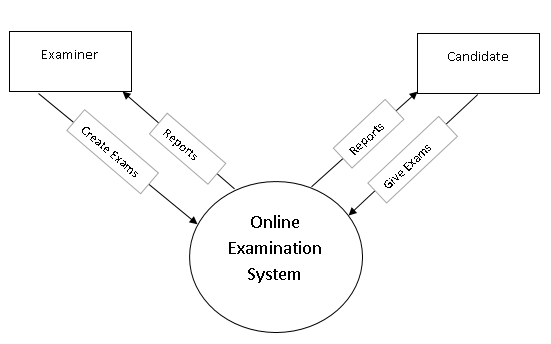 Examiner
Candidate
Create Exams
Reports
Reports
Give Exams
Online
Examination
System